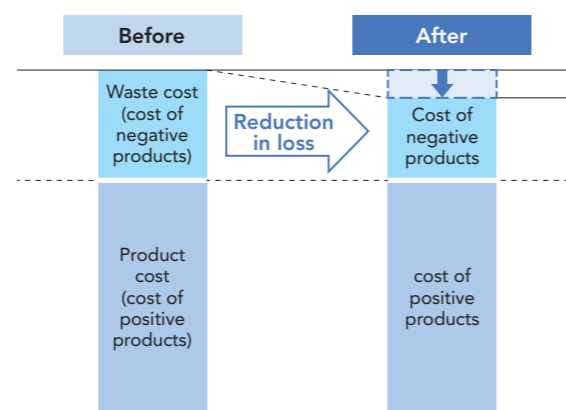 Before
After
Waste cost
(cost of
negative
products)
Reduction
in loss
Cost of
negative
products
Product
cost
(cost of
positive
products)
cost of
positive
products